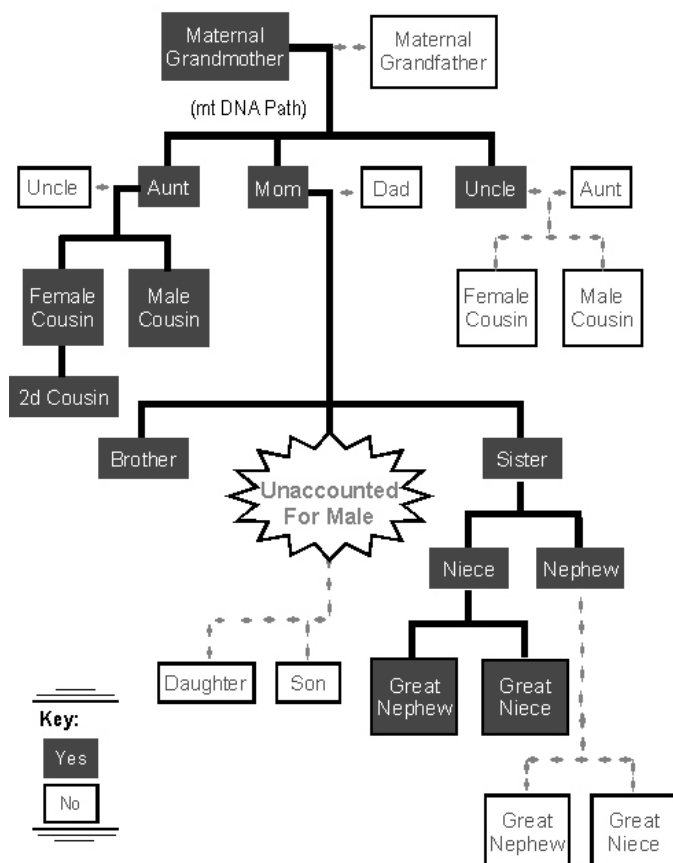 Maternal
Grandmother
Maternal
Grandfather
(mt DNA Path)
Uncle
Aunt
Mom
Dad
Uncle
Aunt
Female
Cousin
Male
Cousin
Female
Cousin
Male
Cousin
2d Cousin
Brother
Unaccounted
For Male
Sister
Niece
Nephew
Daughter
Son
Great
Nephew
Great
Niece
Key:
Yes
No
Great
Nephew
Great
Niece